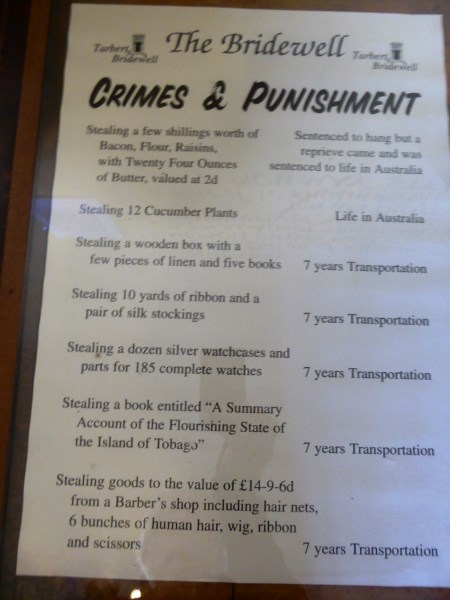 Tarbert Bridewell The Bridewell Tarbert Bridewell
CRIMES & PUNISHMENT
Stealing a few shillings worth of
Bacon, Flour, Raisins,
with Twenty Four Ounces
of Butter, valued at 2d
Sentenced to hang but a
reprieve came and was
sentenced to life in Australia
Stealing 12 Cucumber Plants
Life in Australia
Stealing a wooden box with a
few pieces of linen and five books
7 years Transportation
Stealing 10 yards of ribbon and a
pair of silk stockings
7 years Transportation
Stealing a dozen silver watchcases and
parts for 185 complete watches
7 years Transportation
Stealing a book entitled “A Summary
Account of the Flourishing State of
the Island of Tobago”
7 years Transportation
Stealing goods to the value of £14-9-6d
from a Barber's shop including hair nets,
6 bunches of human hair, wig, ribbon
and scissors
7 years Transportation